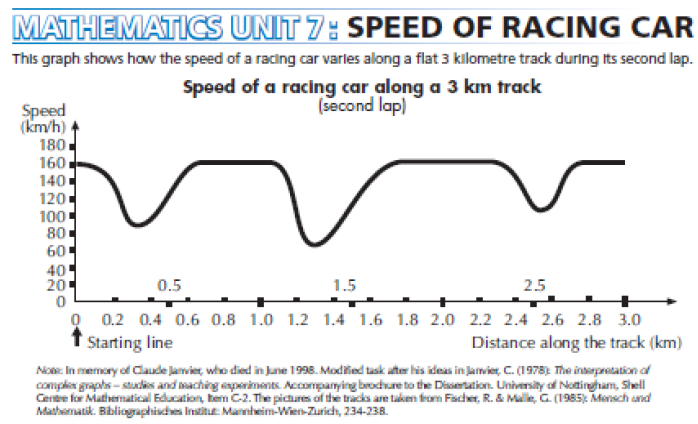 MATHEMATICS UNIT 7: SPEED OF RACING CAR
This graph shows how the speed of a racing car varies along a flat 3 kilometre track during its second lap.
Speed of a racing car along a 3 km track
(second lap)
Speed
(km/h)
180
160
140
120
100
80
60
40
20
0
0.5 1.5 2.5
0 0.2 0.4 0.6 0.8 1.0 1.2 1.4 1.6 1.8 2.0 2.2 2.4 2.6 2.8 3.0
Starting line
Distance along the track (km)
Note: In memory of Claude Janvier, who died in June 1998. Modified task after his ideas in Janvier, C. (1978): The interpretation of
complex graphs – studies and teaching experiments. Accompanying brochure to the Dissertation. University of Nottingham, Shell
Centre for Mathematical Education, Item C-2. The pictures of the tracks are taken from Fischer, R. & Malle, G. (1985): Mensch und
Mathematik. Bibliographisches Institut: Mannheim-Wien-Zurich, 234-238.